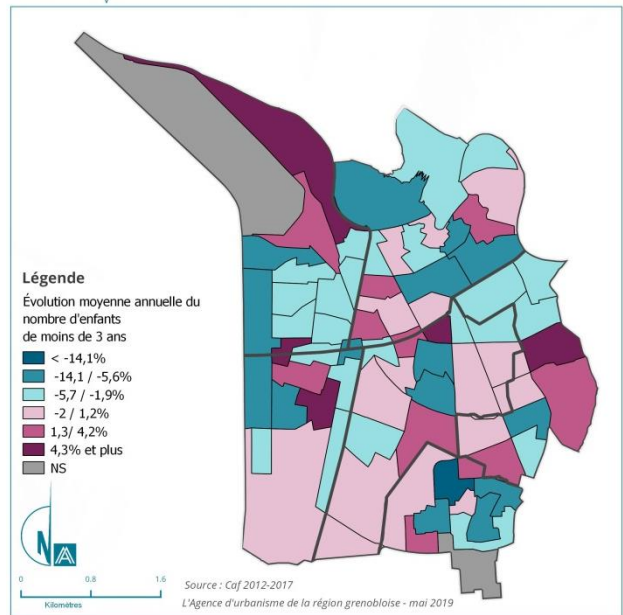 Légende
Évolution moyenne annuelle du
nombre d'enfants
de moins de 3 ans
< -14,1%
-14,1 / -5,6%
-5,7 / -1,9%
-2 / 1,2%
1,3/ 4,2%
4,3% et plus
NS
N
0 0.8 1.6
Kilomètres
Source : Caf 2012-2017
L'Agence d'urbanisme de la région grenobloise - mai 2019